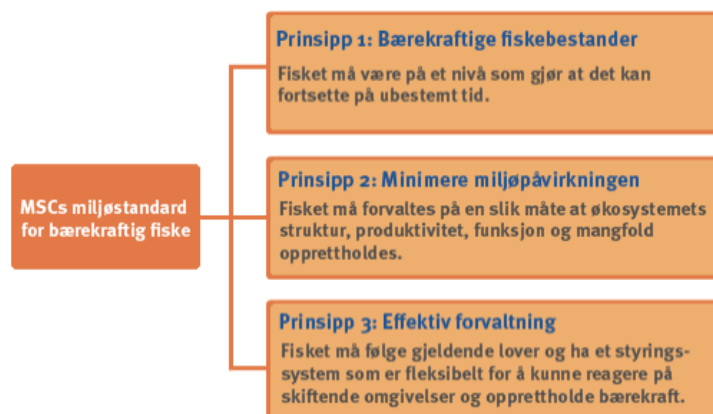 Prinsipp 1: Bærekraftige fiskebestander
Fisket må være på et nivå som gjør at det kan
fortsette på ubestemt tid.
MSCs miljøstandard
for bærekraftig fiske
Prinsipp 2: Minimere miljøpåvirkningen
Fisket må forvaltes på en slik måte at økosystemets
struktur, produktivitet, funksjon og mangfold
opprettholdes.
Prinsipp 3: Effektiv forvaltning
Fisket må følge gjeldende lover og ha et styrings-
system som er fleksibelt for å kunne reagere på
skiftende omgivelser og opprettholde bærekraft.